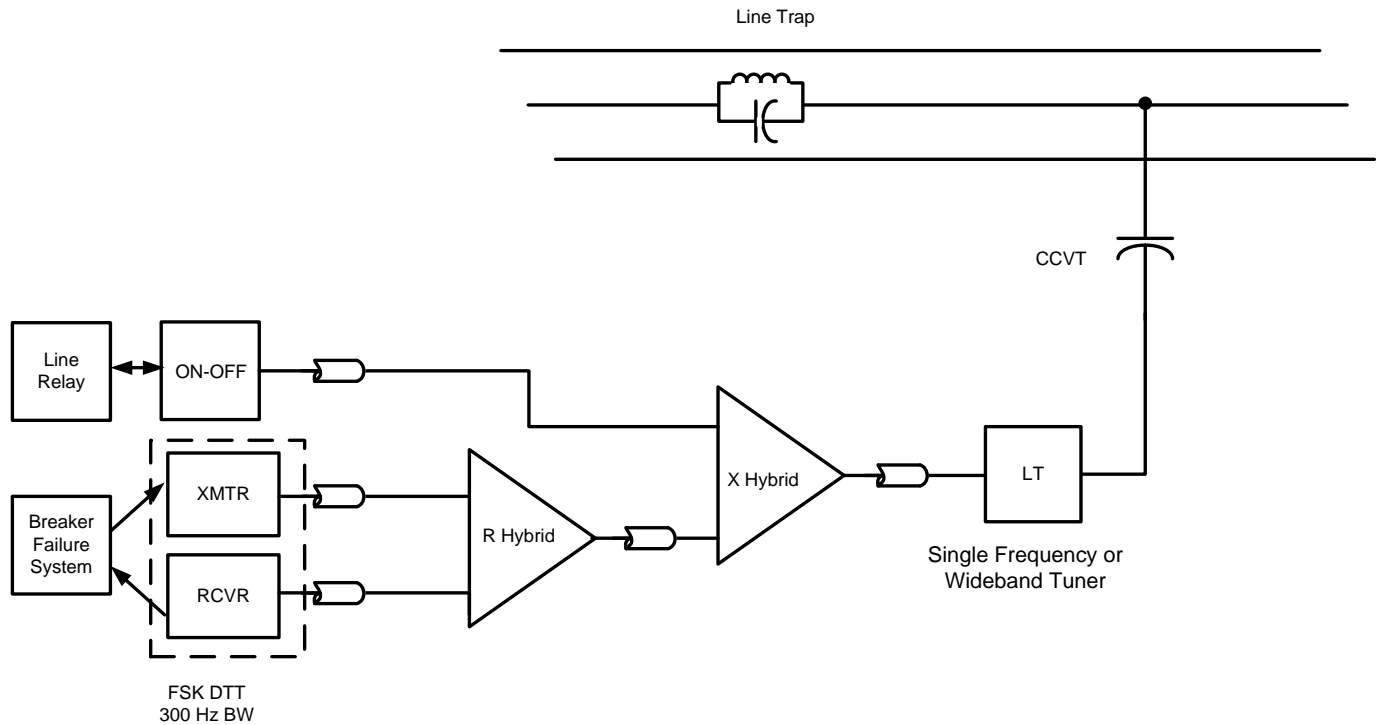 Line Trap
CCVT
Line
Relay
ON-OFF
XMTR
Breaker
Failure
System
RCVR
R Hybrid
X Hybrid
LT
Single Frequency or
Wideband Tuner
FSK DTT
300 Hz BW